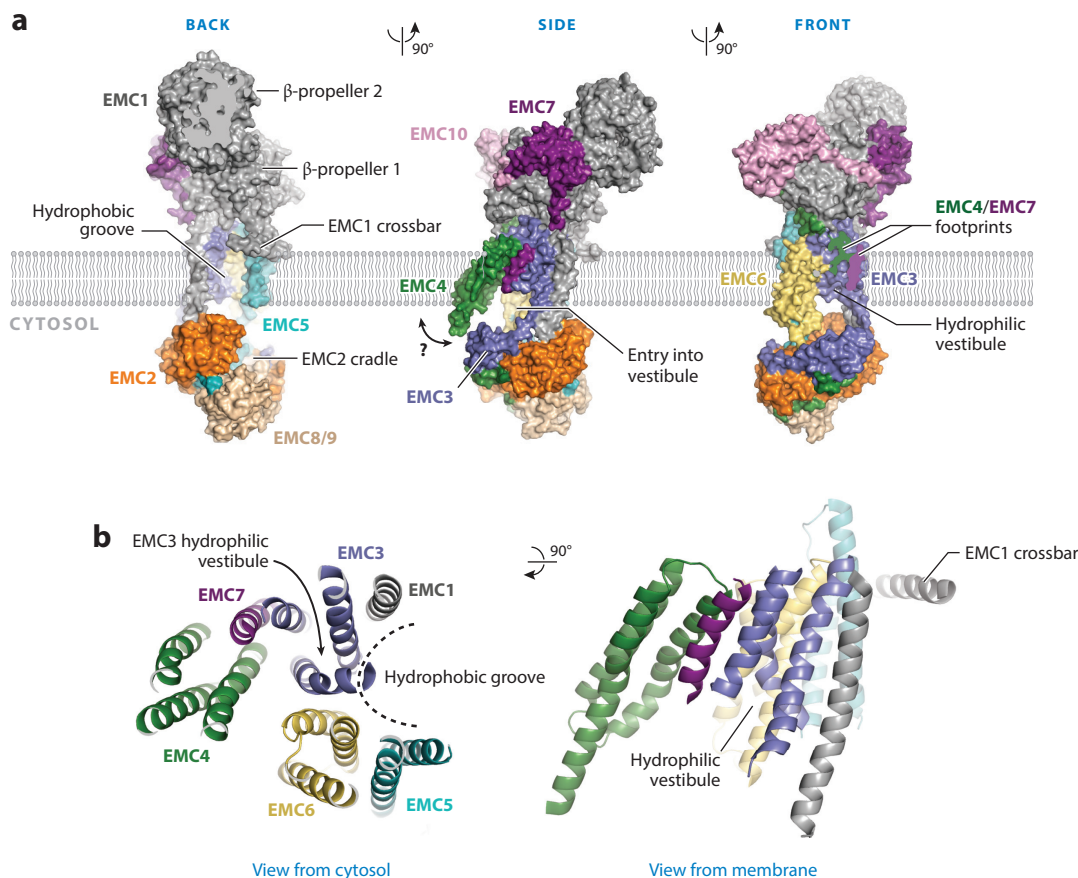 a
BACK
90°
SIDE
90°
FRONT
EMC1
β-propeller 2
β-propeller 1
Hydrophobic
groove
EMC1 crossbar
CYTOSOL
EMC5
EMC2 cradle
EMC2
EMC8/9
EMC10
EMC7
EMC4
?
EMC3
Entry into
vestibule
EMC4/EMC7
footprints
EMC6
EMC3
Hydrophilic
vestibule
b
EMC3 hydrophilic
vestibule
EMC3
EMC7
EMC1
Hydrophobic groove
EMC4
EMC6
EMC5
View from cytosol
90°
EMC1 crossbar
Hydrophilic
vestibule
View from membrane